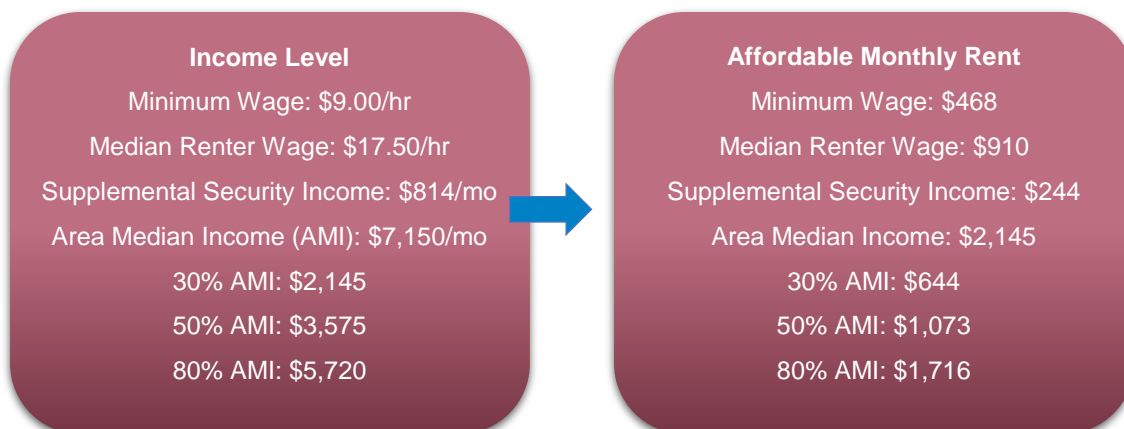 Income Level
Minimum Wage: $9.00/hr
Median Renter Wage: $17.50/hr
Supplemental Security Income: $814/mo
Area Median Income (AMI): $7,150/mo
30% AMI: $2,145
50% AMI: $3,575
80% AMI: $5,720
Affordable Monthly Rent
Minimum Wage: $468
Median Renter Wage: $910
Supplemental Security Income: $244
Area Median Income: $2,145
30% AMI: $644
50% AMI: $1,073
80% AMI: $1,716